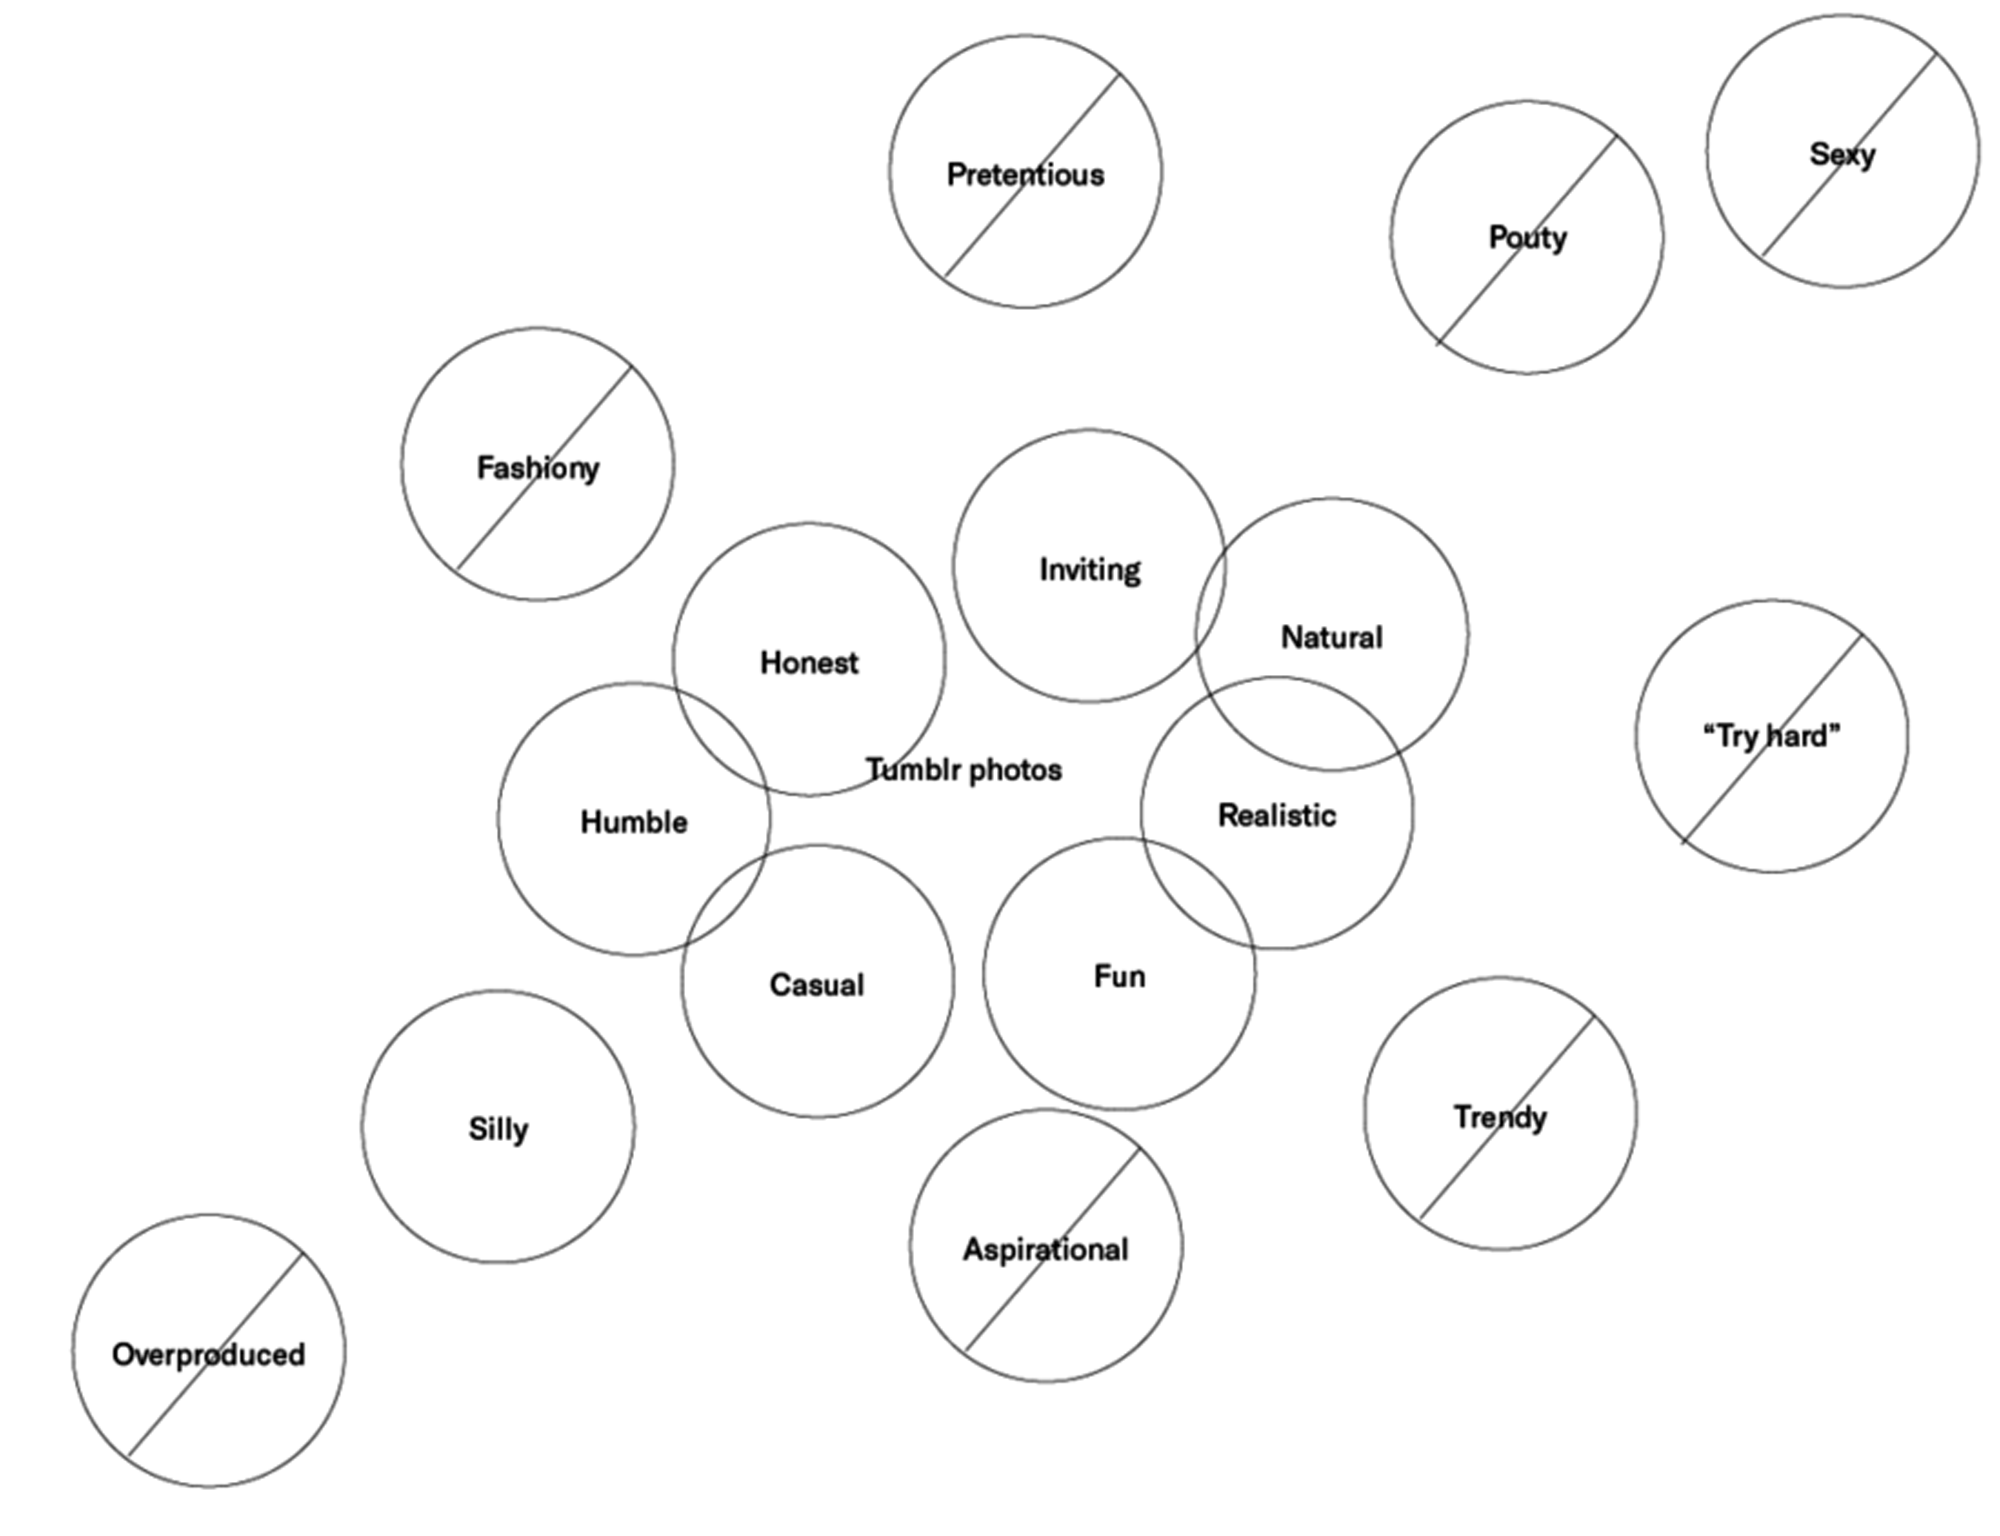 Sexy
Pretentious
Pouty
Fashiony
Inviting
Natural
Honest
“Try hard”
Tumblr photos
Realistic
Humble
Fun
Casual
Trendy
Silly
Aspirational
Overproduced